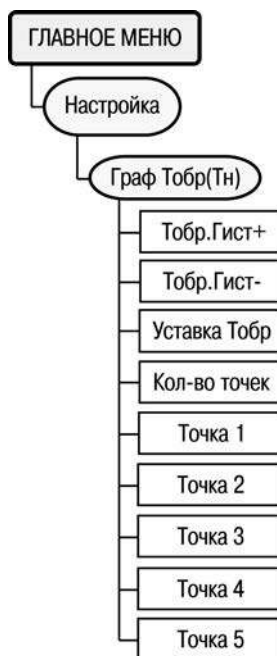 ГЛАВНОЕ МЕНЮ
Настройка
Граф Тобр(Тн)
Тобр.Гист+
Тобр.Гист-
Уставка Тобр
Кол-во точек
Точка 1
Точка 2
Точка 3
Точка 4
Точка 5